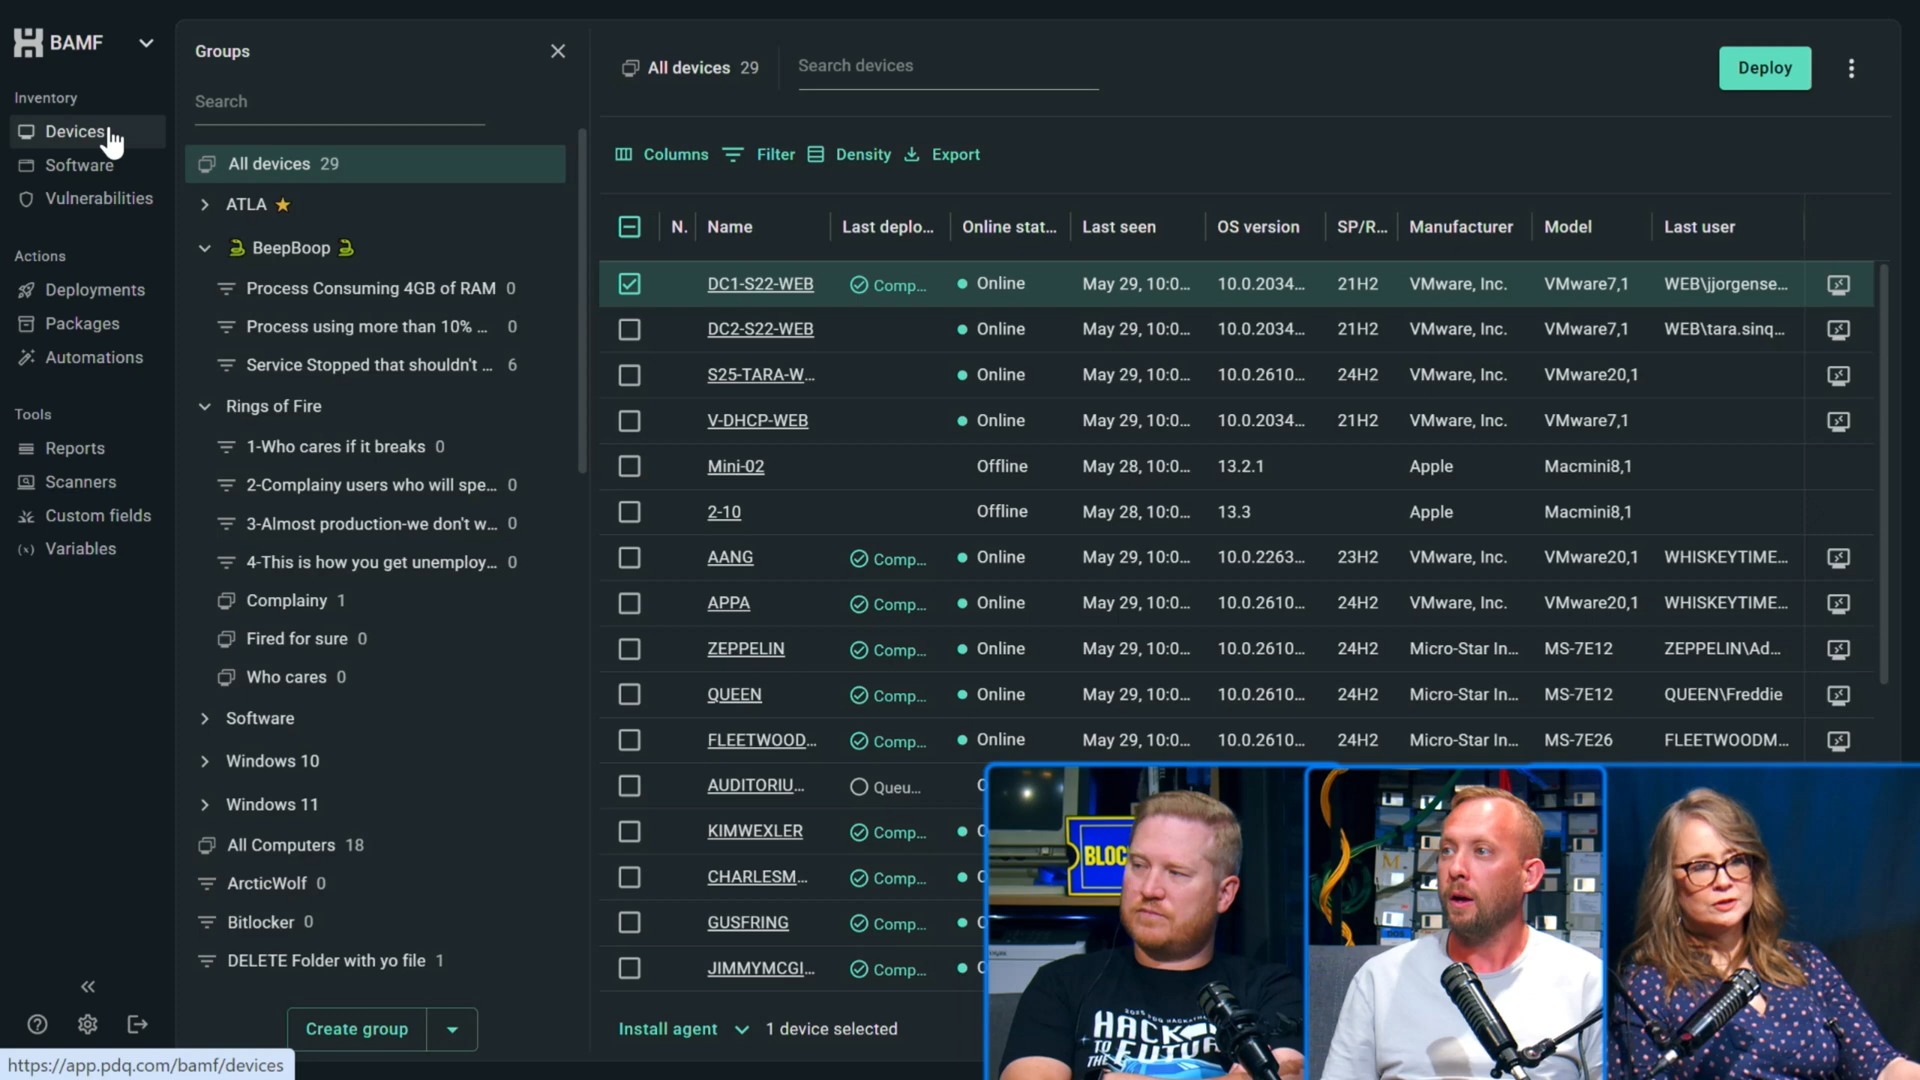 BAMF
Inventory
Devices
Software
Vulnerabilities
Actions
Deployments
Packages
Automations
Tools
Reports
Scanners
Custom fields
Variables
https://app.pdq.com/bamf/devices
Groups
Search
All devices 29
ATLA
BeepBoop
Process Consuming 4GB of RAM 0
Process using more than 10% ... 0
Service Stopped that shouldn't ... 6
Rings of Fire
1-Who cares if it breaks 0
2-Complainy users who will spe... 0
3-Almost production-we don't w... 0
4-This is how you get unemploy... 0
Complainy 1
Fired for sure 0
Who cares 0
Software
Windows 10
Windows 11
All Computers 18
ArcticWolf 0
Bitlocker 0
DELETE Folder with yo file 1
Create group
All devices 29
Search devices
Deploy
Columns Filter Density Export
N. Name Last deplo... Online stat... Last seen OS version SP/R... Manufacturer Model Last user
DC1-S22-WEB Comp... Online May 29, 10:0... 10.0.2034... 21H2 VMware, Inc. VMware7,1 WEB\jjorgense...
DC2-S22-WEB Online May 29, 10:0... 10.0.2034... 21H2 VMware, Inc. VMware7,1 WEB\tara.sinq...
S25-TARA-W... Online May 29, 10:0... 10.0.2610... 24H2 VMware, Inc. VMware20,1
V-DHCP-WEB Online May 29, 10:0... 10.0.2034... 21H2 VMware, Inc. VMware7,1
Mini-02 Offline May 28, 10:0... 13.2.1 Apple Macmini8,1
2-10 Offline May 28, 10:0... 13.3 Apple Macmini8,1
AANG Comp... Online May 29, 10:0... 10.0.2263... 23H2 VMware, Inc. VMware20,1 WHISKEYTIME...
APPA Comp... Online May 29, 10:0... 10.0.2610... 24H2 VMware, Inc. VMware20,1 WHISKEYTIME...
ZEPPELIN Comp... Online May 29, 10:0... 10.0.2610... 24H2 Micro-Star In... MS-7E12 ZEPPELIN\Ad...
QUEEN Comp... Online May 29, 10:0... 10.0.2610... 24H2 Micro-Star In... MS-7E12 QUEEN\Freddie
FLEETWOOD... Comp... Online May 29, 10:0... 10.0.2610... 24H2 Micro-Star In... MS-7E26 FLEETWOODM...
AUDITORIU... Queu...
KIMWEXLER Comp...
CHARLESM... Comp...
GUSFRING Comp...
JIMMYMCGI... Comp...
Install agent 1 device selected
BLOC
HACK
TO
THE